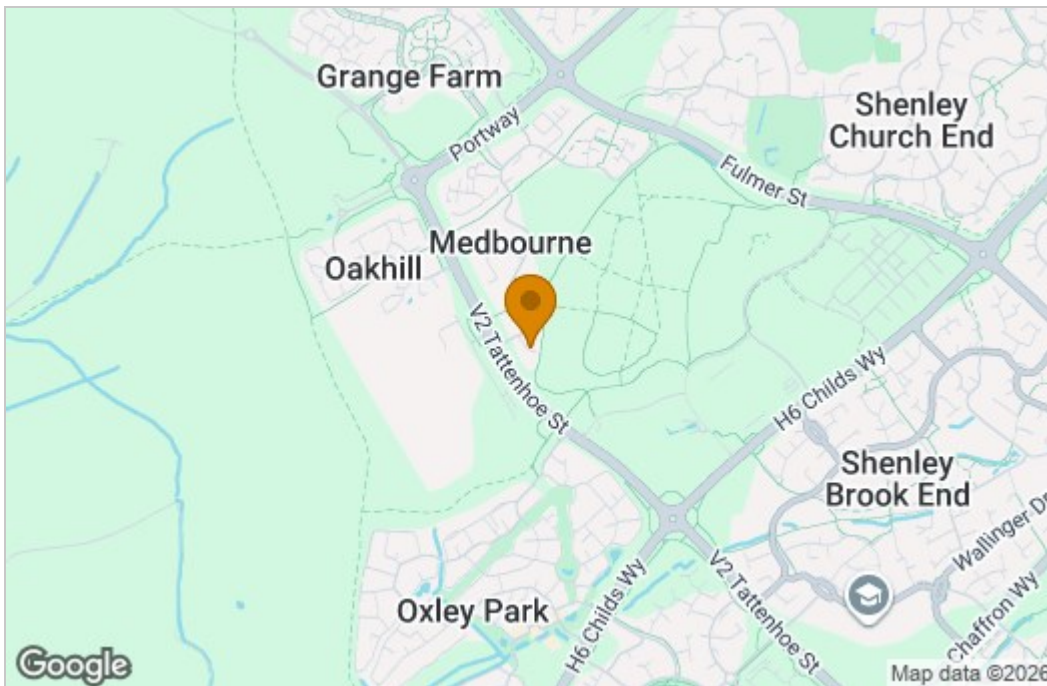 Grange Farm
Portway
Shenley
Church End
Fulmer St
Medbourne
Oakhill
V2 Tattenhoe St
H6 Childs Wy
Shenley
Brook End
Wallinger Dr
Oxley Park
H6 Childs Wy
V2 Tattenhoe St
Chaffron Wy
Google
Map data ©2026